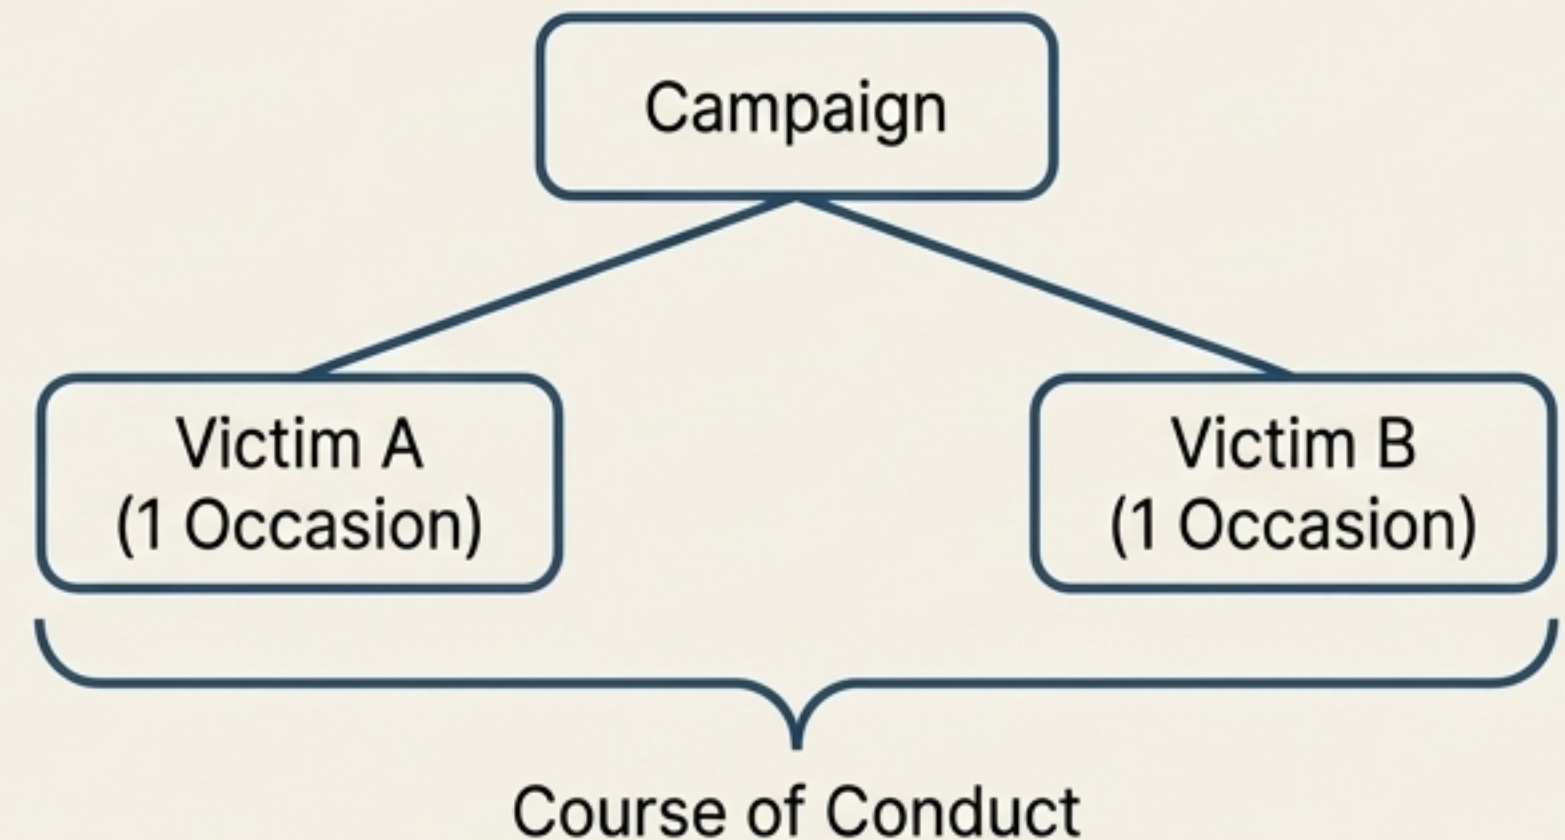 Campaign
Victim A
(1 Occasion)
Victim B
(1 Occasion)
Course of Conduct